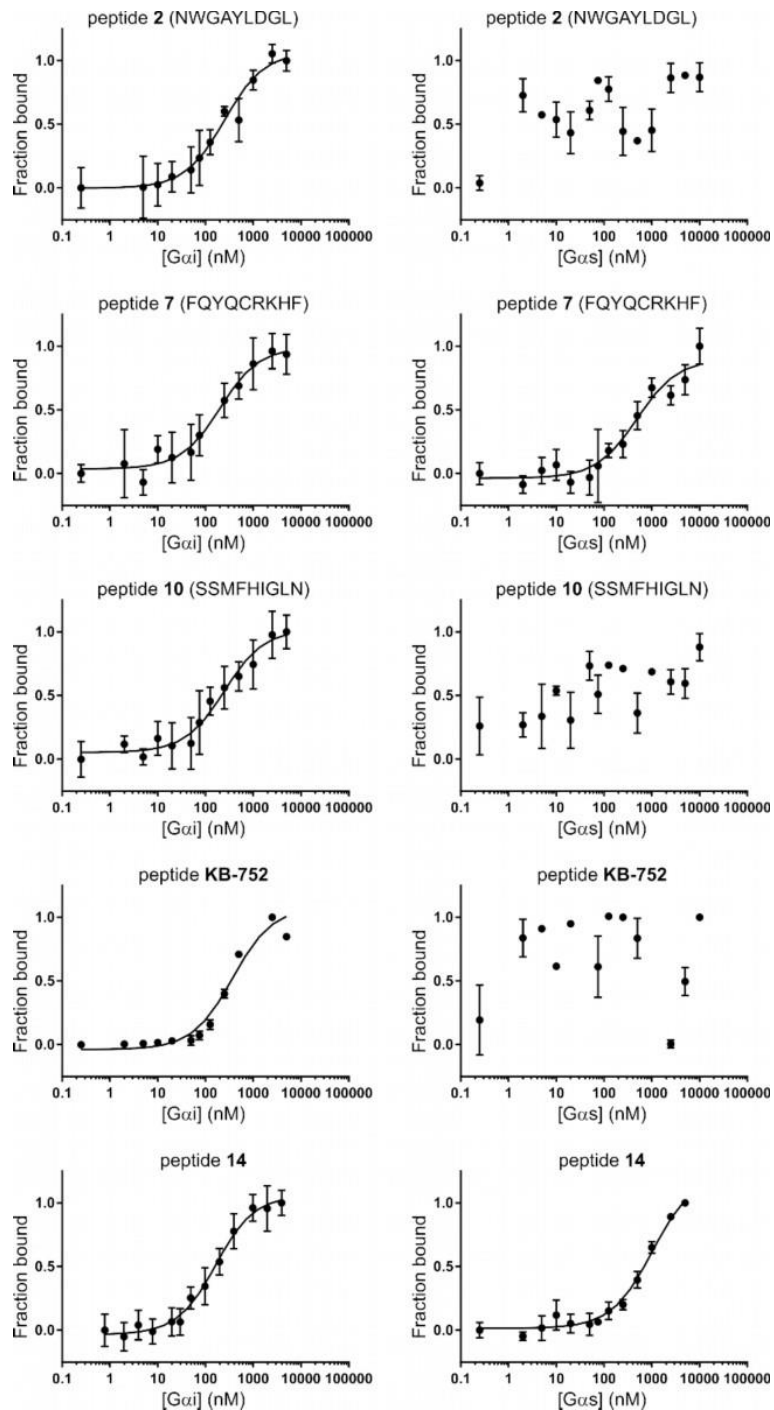 peptide 2 (NWGAYLDGL)
Fraction bound
1.0
0.5
0.0
0.1 1 10 100 1000 10000 100000
[Gαi] (nM)
Fraction bound
1.0
0.5
0.0
0.1 1 10 100 1000 10000 100000
[Gαs] (nM)
peptide 7 (FQYQCRKHF)
Fraction bound
1.0
0.5
0.0
0.1 1 10 100 1000 10000 100000
[Gαi] (nM)
peptide 7 (FQYQCRKHF)
Fraction bound
1.0
0.5
0.0
0.1 1 10 100 1000 10000 100000
[Gαs] (nM)
peptide 10 (SSMFHIGLN)
Fraction bound
1.0
0.5
0.0
0.1 1 10 100 1000 10000 100000
[Gαi] (nM)
peptide 10 (SSMFHIGLN)
Fraction bound
1.0
0.5
0.0
0.1 1 10 100 1000 10000 100000
[Gαs] (nM)
peptide KB-752
Fraction bound
1.0
0.5
0.0
0.1 1 10 100 1000 10000 100000
[Gαi] (nM)
peptide KB-752
Fraction bound
1.0
0.5
0.0
0.1 1 10 100 1000 10000 100000
[Gαs] (nM)
peptide 14
Fraction bound
1.0
0.5
0.0
0.1 1 10 100 1000 10000 100000
[Gαi] (nM)
peptide 14
Fraction bound
1.0
0.5
0.0
0.1 1 10 100 1000 10000 100000
[Gαs] (nM)